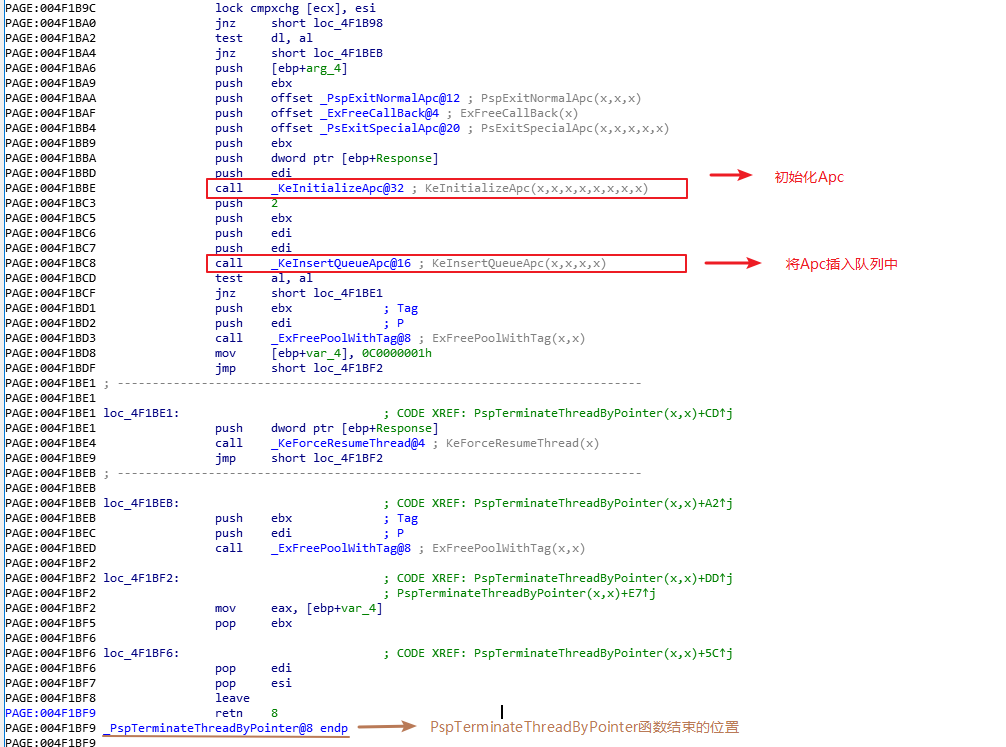 PAGE:004F1B9C lock cmpxchg [ecx], esi
PAGE:004F1BA0 jnz short loc_4F1B98
PAGE:004F1BA2 test dl, al
PAGE:004F1BA4 jnz short loc_4F1BEB
PAGE:004F1BA6 push [ebp+arg_4]
PAGE:004F1BA9 push ebx
PAGE:004F1BAA push offset _PspExitNormalApc@12 ; PspExitNormalApc(x,x,x)
PAGE:004F1BAF push offset _ExFreeCallBack@4 ; ExFreeCallBack(x)
PAGE:004F1BB4 push offset _PsExitSpecialApc@20 ; PsExitSpecialApc(x,x,x,x,x)
PAGE:004F1BB9 push ebx
PAGE:004F1BBA push dword ptr [ebp+Response]
PAGE:004F1BBD push edi
PAGE:004F1BBE call _KeInitializeApc@32 ; KeInitializeApc(x,x,x,x,x,x,x,x) 初始化Apc
PAGE:004F1BC3 push 2
PAGE:004F1BC5 push ebx
PAGE:004F1BC6 push edi
PAGE:004F1BC7 push edi
PAGE:004F1BC8 call _KeInsertQueueApc@16 ; KeInsertQueueApc(x,x,x,x) 将Apc插入队列中
PAGE:004F1BCD test al, al
PAGE:004F1BCF jnz short loc_4F1BE1
PAGE:004F1BD1 push ebx ; Tag
PAGE:004F1BD2 push edi ; P
PAGE:004F1BD3 call _ExFreePoolWithTag@8 ; ExFreePoolWithTag(x,x)
PAGE:004F1BD8 mov [ebp+var_4], 0C0000001h
PAGE:004F1BDF jmp short loc_4F1BF2
PAGE:004F1BE1 ; ---------------------------------------------------------------------------
PAGE:004F1BE1
PAGE:004F1BE1 loc_4F1BE1: ; CODE XREF: PspTerminateThreadByPointer(x,x)+CD↑j
PAGE:004F1BE1 push dword ptr [ebp+Response]
PAGE:004F1BE4 call _KeForceResumeThread@4 ; KeForceResumeThread(x)
PAGE:004F1BE9 jmp short loc_4F1BF2
PAGE:004F1BEB ; ---------------------------------------------------------------------------
PAGE:004F1BEB
PAGE:004F1BEB loc_4F1BEB: ; CODE XREF: PspTerminateThreadByPointer(x,x)+A2↑j
PAGE:004F1BEB push ebx ; Tag
PAGE:004F1BEC push edi ; P
PAGE:004F1BED call _ExFreePoolWithTag@8 ; ExFreePoolWithTag(x,x)
PAGE:004F1BF2
PAGE:004F1BF2 loc_4F1BF2: ; CODE XREF: PspTerminateThreadByPointer(x,x)+DD↑j
PAGE:004F1BF2 ; PspTerminateThreadByPointer(x,x)+E7↑j
PAGE:004F1BF2 mov eax, [ebp+var_4]
PAGE:004F1BF5 pop ebx
PAGE:004F1BF6
PAGE:004F1BF6 loc_4F1BF6: ; CODE XREF: PspTerminateThreadByPointer(x,x)+5C↑j
PAGE:004F1BF6 pop edi
PAGE:004F1BF7 pop esi
PAGE:004F1BF8 leave
PAGE:004F1BF9 retn 8
PAGE:004F1BF9 _PspTerminateThreadByPointer@8 endp PspTerminateThreadByPointer函数结束的位置
PAGE:004F1BF9